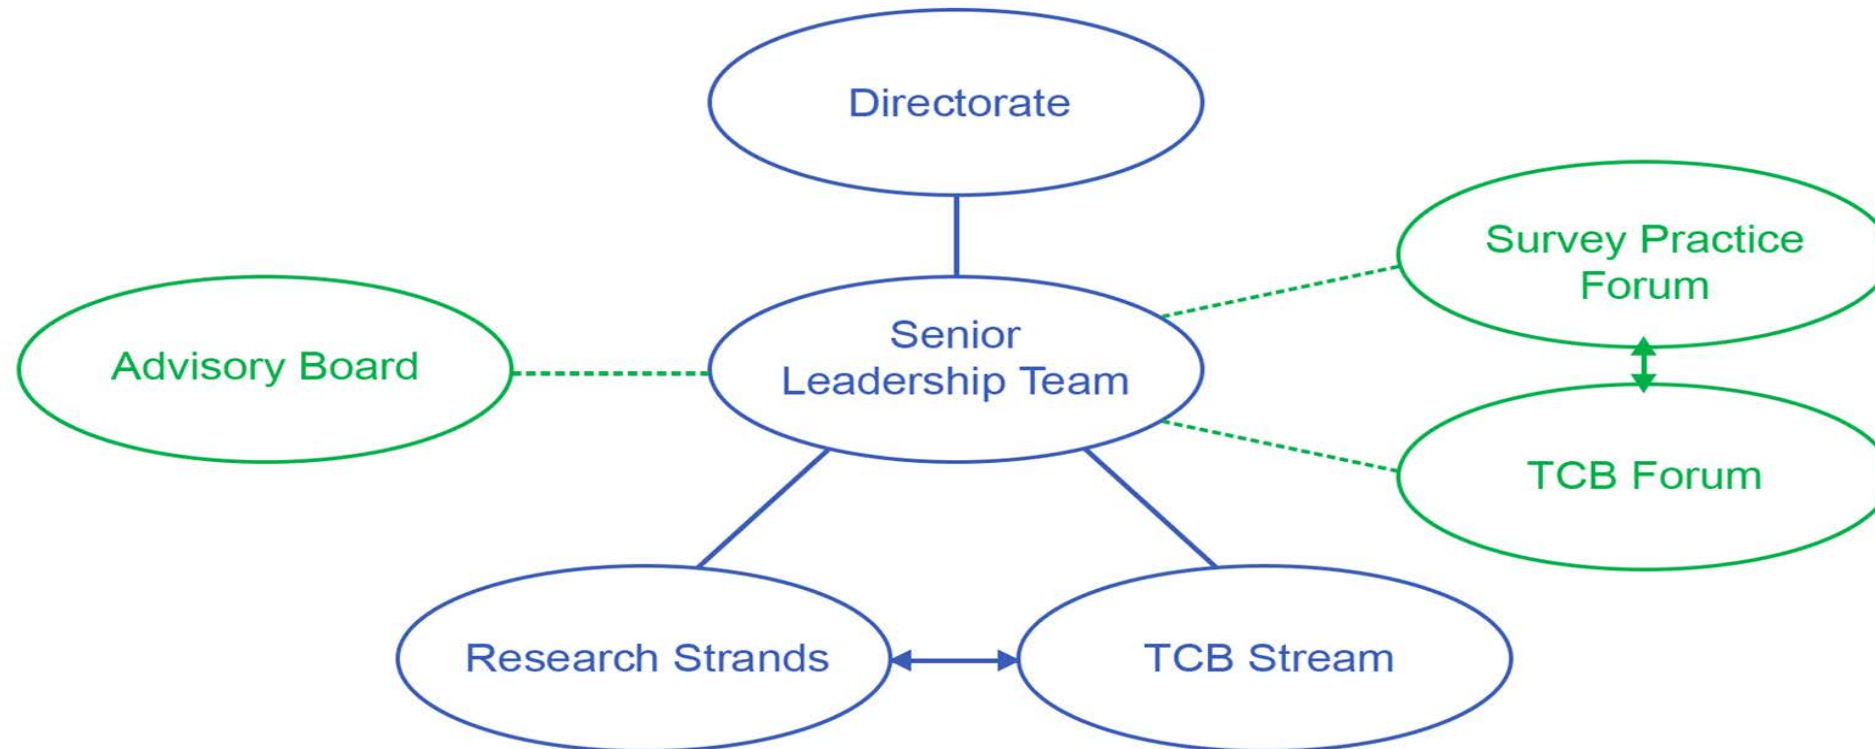 Directorate
Survey Practice
Forum
Senior
Leadership Team
Advisory Board
TCB Forum
Research Strands
TCB Stream